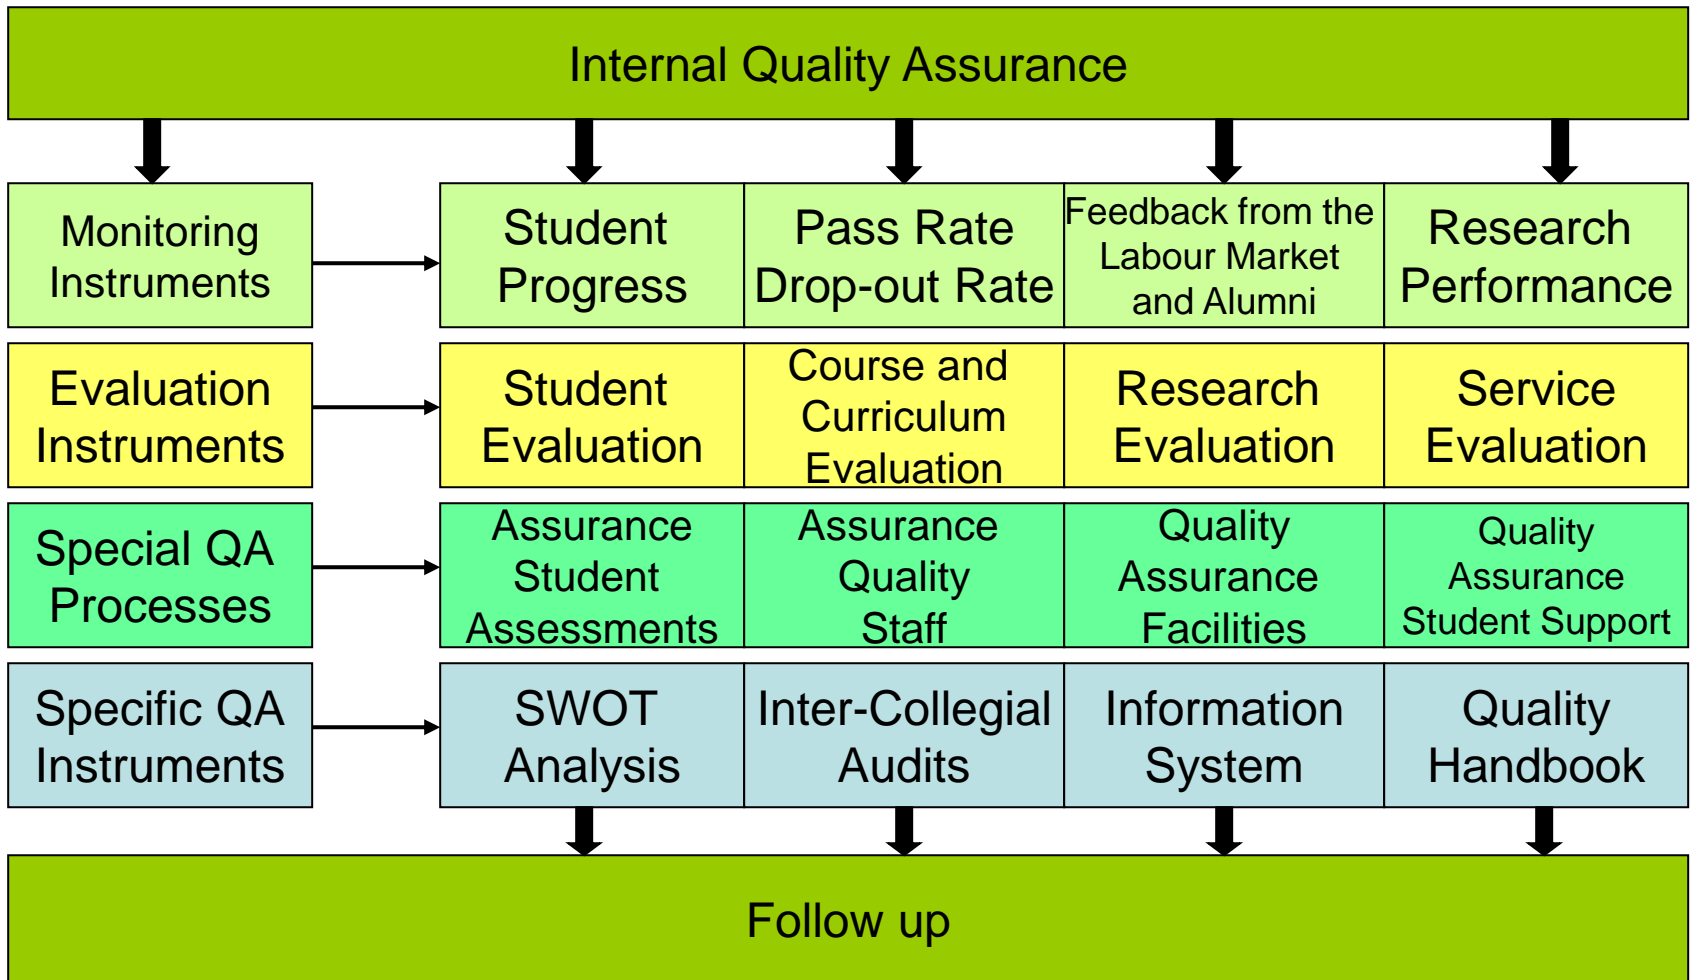 Internal Quality Assurance
Monitoring
Instruments
Student
Progress
Pass Rate
Drop-out Rate
Feedback from the
Labour Market
and Alumni
Research
Performance
Evaluation
Instruments
Student
Evaluation
Course and
Curriculum
Evaluation
Research
Evaluation
Service
Evaluation
Special QA
Processes
Assurance
Student
Assessments
Assurance
Quality
Staff
Quality
Assurance
Facilities
Quality
Assurance
Student Support
Specific QA
Instruments
SWOT
Analysis
Inter-Collegial
Audits
Information
System
Quality
Handbook
Follow up